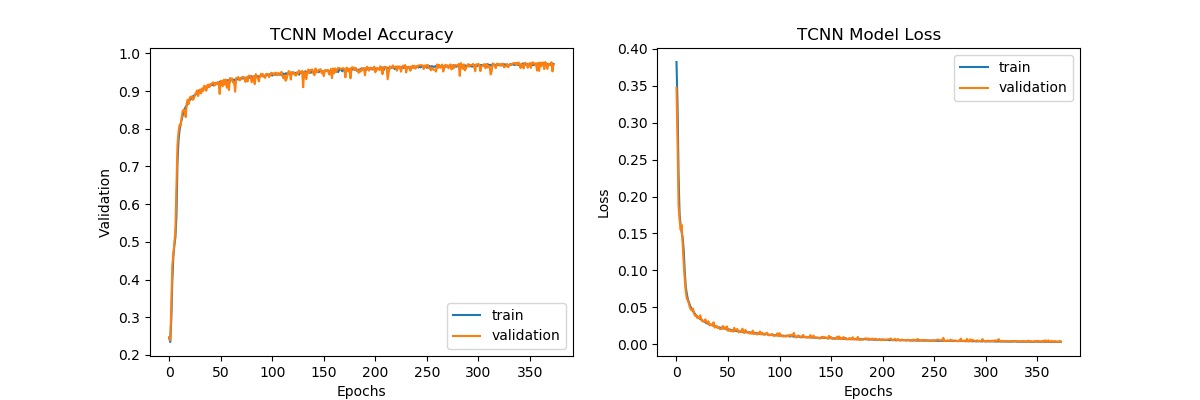 TCNN Model Accuracy
1.0
0.9
0.8
0.7
0.6
0.5
0.4
0.3
0.2
Validation
train
validation
0 50 100 150 200 250 300 350
Epochs
TCNN Model Loss
0.40
0.35
0.30
0.25
0.20
0.15
0.10
0.05
0.00
Loss
train
validation
0 50 100 150 200 250 300 350
Epochs